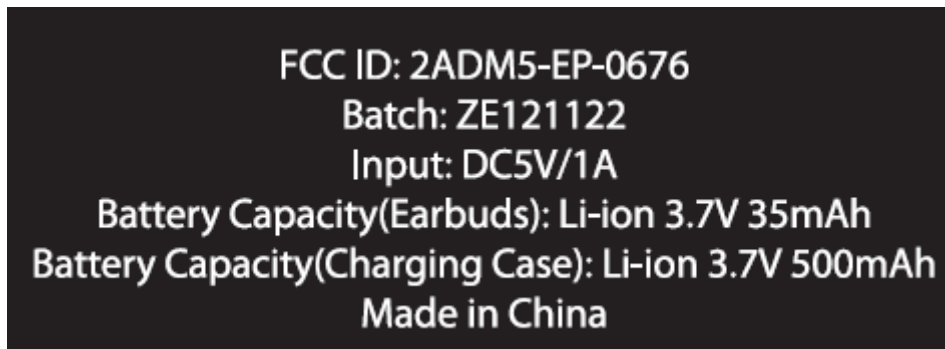 FCC ID: 2ADM5-EP-0676
Batch: ZE121122
Input: DC5V/1A
Battery Capacity(Earbuds): Li-ion 3.7V 35mAh
Battery Capacity(Charging Case): Li-ion 3.7V 500mAh
Made in China